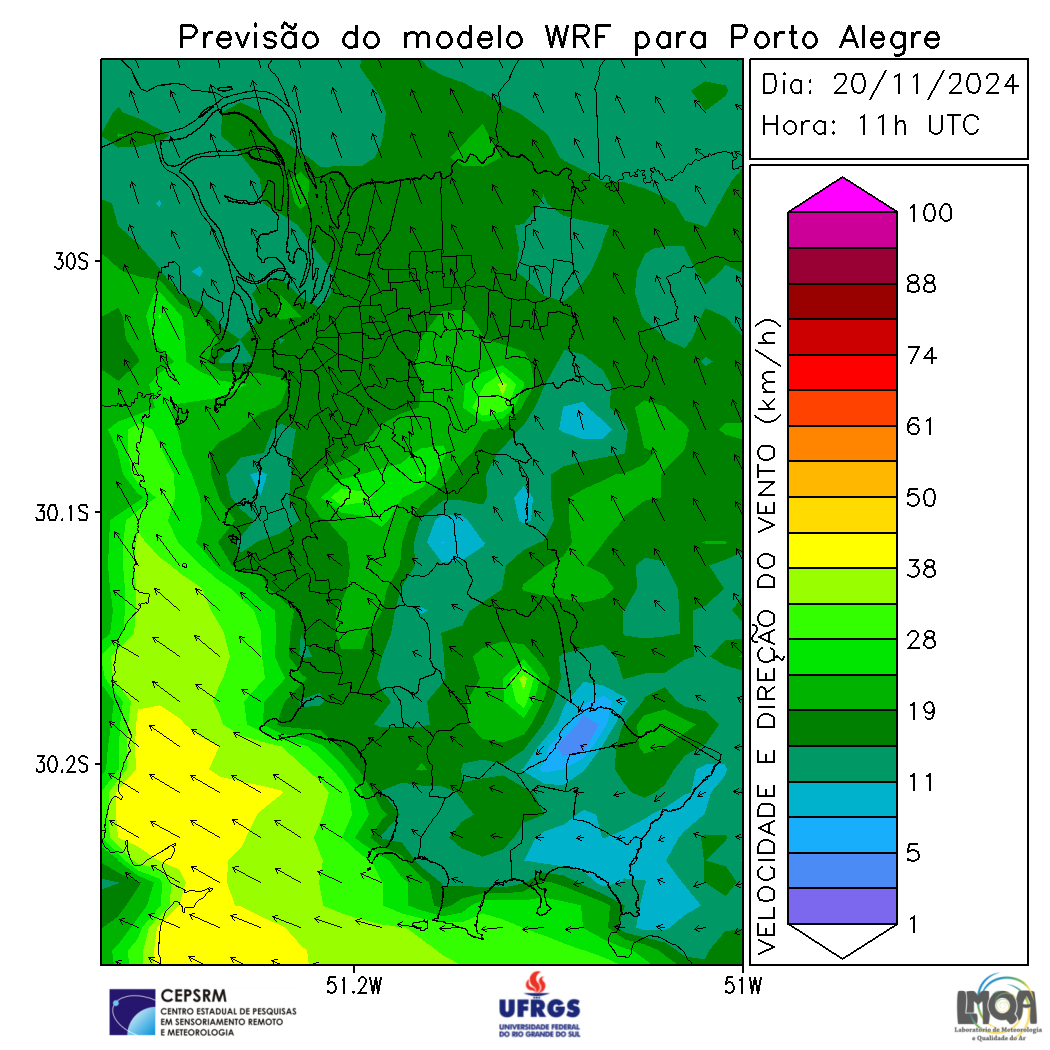 Previsão do modelo WRF para Porto Alegre
Dia: 20/11/2024
Hora: 11h UTC
30S
30.1S
30.2S
51.2W
51W
VELOCIDADE E DIREÇÃO DO VENTO (km/h)
100
88
74
61
50
38
28
19
11
5
1
CEPSRM
CENTRO ESTADUAL DE PESQUISAS
EM SENSORIAMENTO REMOTO
E METEOROLOGIA
UFRGS
UNIVERSIDADE FEDERAL
DO RIO GRANDE DO SUL
LMQA
Laboratório de Meteorologia
e Qualidade do Ar